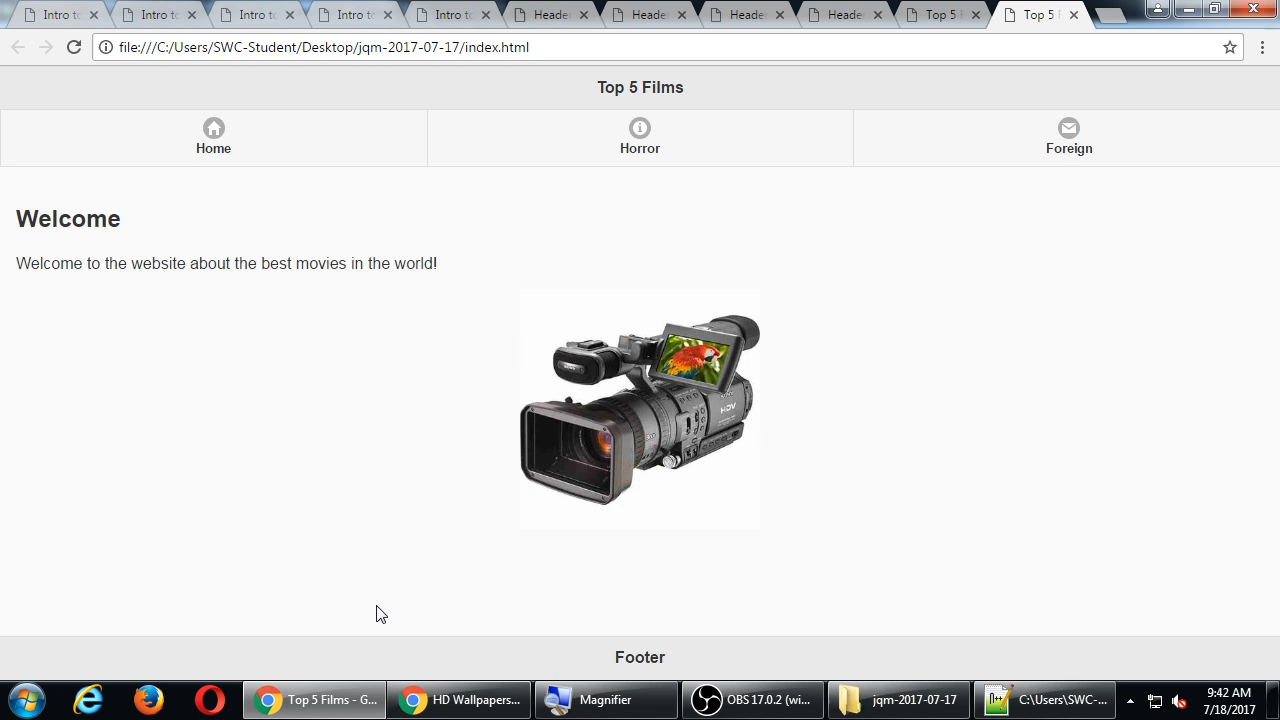 Intro to Intro to Intro to Intro to Intro to Heade Header Header Header Top 5 F Top 5 F
file:///C:/Users/SWC-Student/Desktop/jqm-2017-07-17/index.html
Top 5 Films
Home Horror Foreign
Welcome
Welcome to the website about the best movies in the world!
HDV
Footer
Top 5 Films - G... HD Wallpapers... Magnifier OBS 17.0.2 (wi... jqm-2017-07-17 C:\Users\SWC-... 9:42 AM
7/18/2017